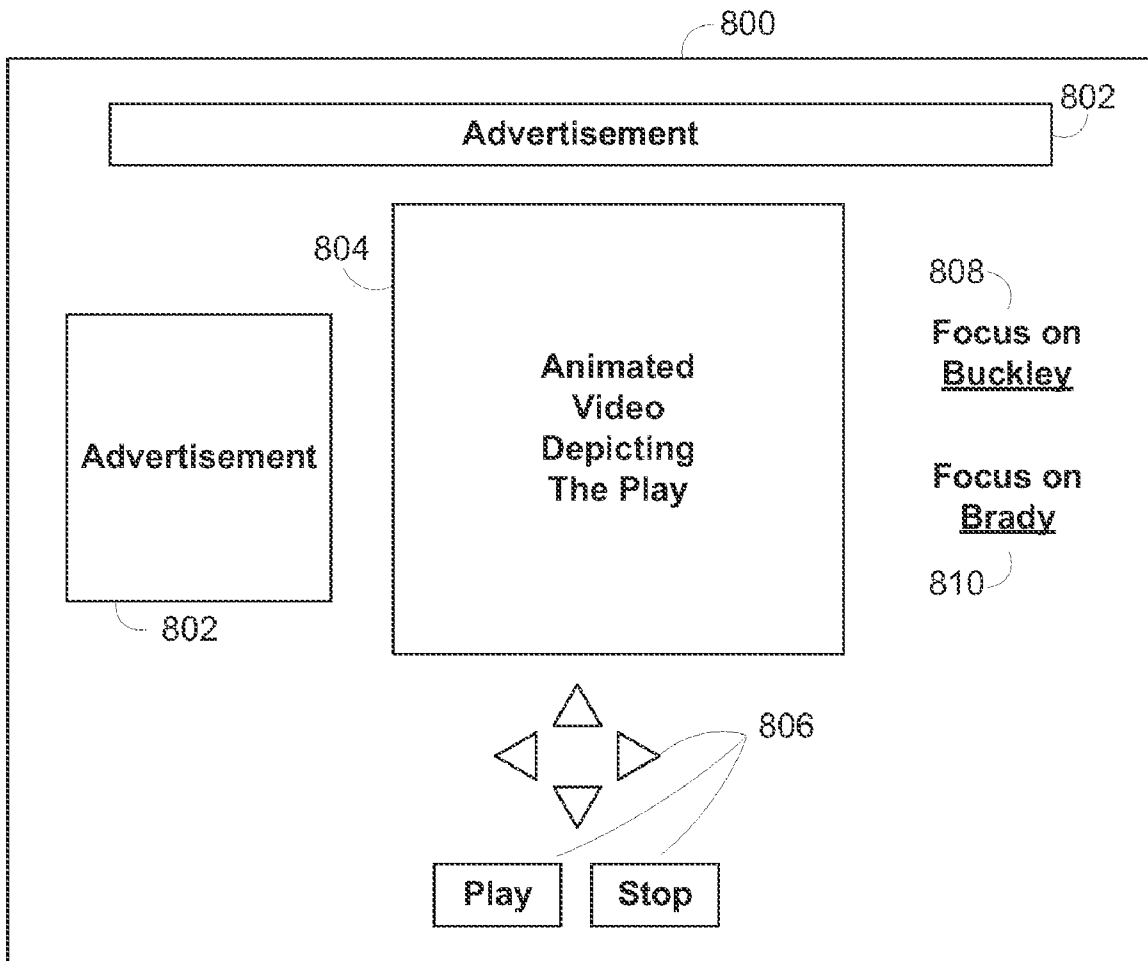 800
Advertisement
802
804
Animated
Video
Depicting
The Play
808
Focus on
Buckley
Advertisement
802
Focus on
Brady
810
806
Play
Stop